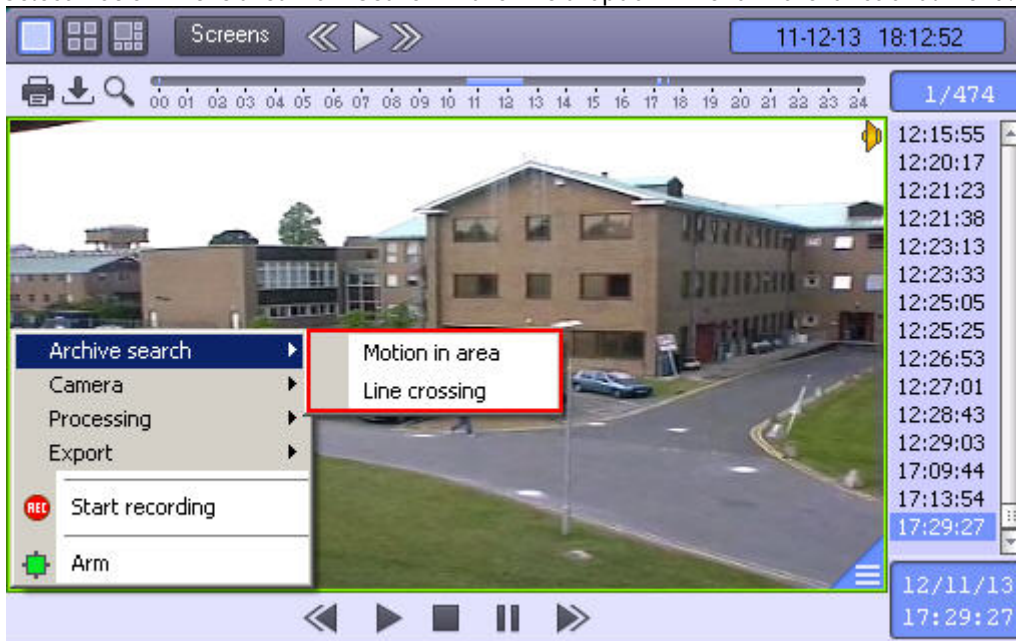 Screens
11-12-13 18:12:52
00 01 02 03 04 05 06 07 08 09 10 11 12 13 14 15 16 17 18 19 20 21 22 23 24
1/474
12:15:55
12:20:17
12:21:23
12:21:38
12:23:13
12:23:33
12:25:05
12:25:25
12:26:53
12:27:01
12:28:43
12:29:03
17:09:44
17:13:54
17:29:27
Archive search
Motion in area
Line crossing
Camera
Processing
Export
REC Start recording
Arm
12/11/13
17:29:27